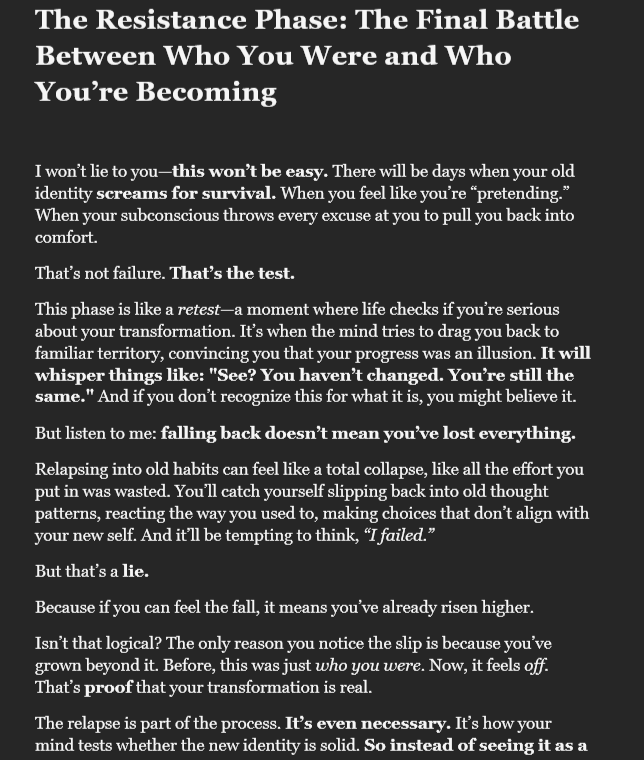 The Resistance Phase: The Final Battle
Between Who You Were and Who
You’re Becoming
I won’t lie to you—this won’t be easy. There will be days when your old
identity screams for survival. When you feel like you’re “pretending.”
When your subconscious throws every excuse at you to pull you back into
comfort.
That’s not failure. That’s the test.
This phase is like a retest—a moment where life checks if you’re serious
about your transformation. It’s when the mind tries to drag you back to
familiar territory, convincing you that your progress was an illusion. It will
whisper things like: "See? You haven’t changed. You’re still the
same." And if you don’t recognize this for what it is, you might believe it.
But listen to me: falling back doesn’t mean you’ve lost everything.
Relapsing into old habits can feel like a total collapse, like all the effort you
put in was wasted. You’ll catch yourself slipping back into old thought
patterns, reacting the way you used to, making choices that don’t align with
your new self. And it’ll be tempting to think, “I failed.”
But that’s a lie.
Because if you can feel the fall, it means you’ve already risen higher.
Isn’t that logical? The only reason you notice the slip is because you’ve
grown beyond it. Before, this was just who you were. Now, it feels off.
That’s proof that your transformation is real.
The relapse is part of the process. It’s even necessary. It’s how your
mind tests whether the new identity is solid. So instead of seeing it as a